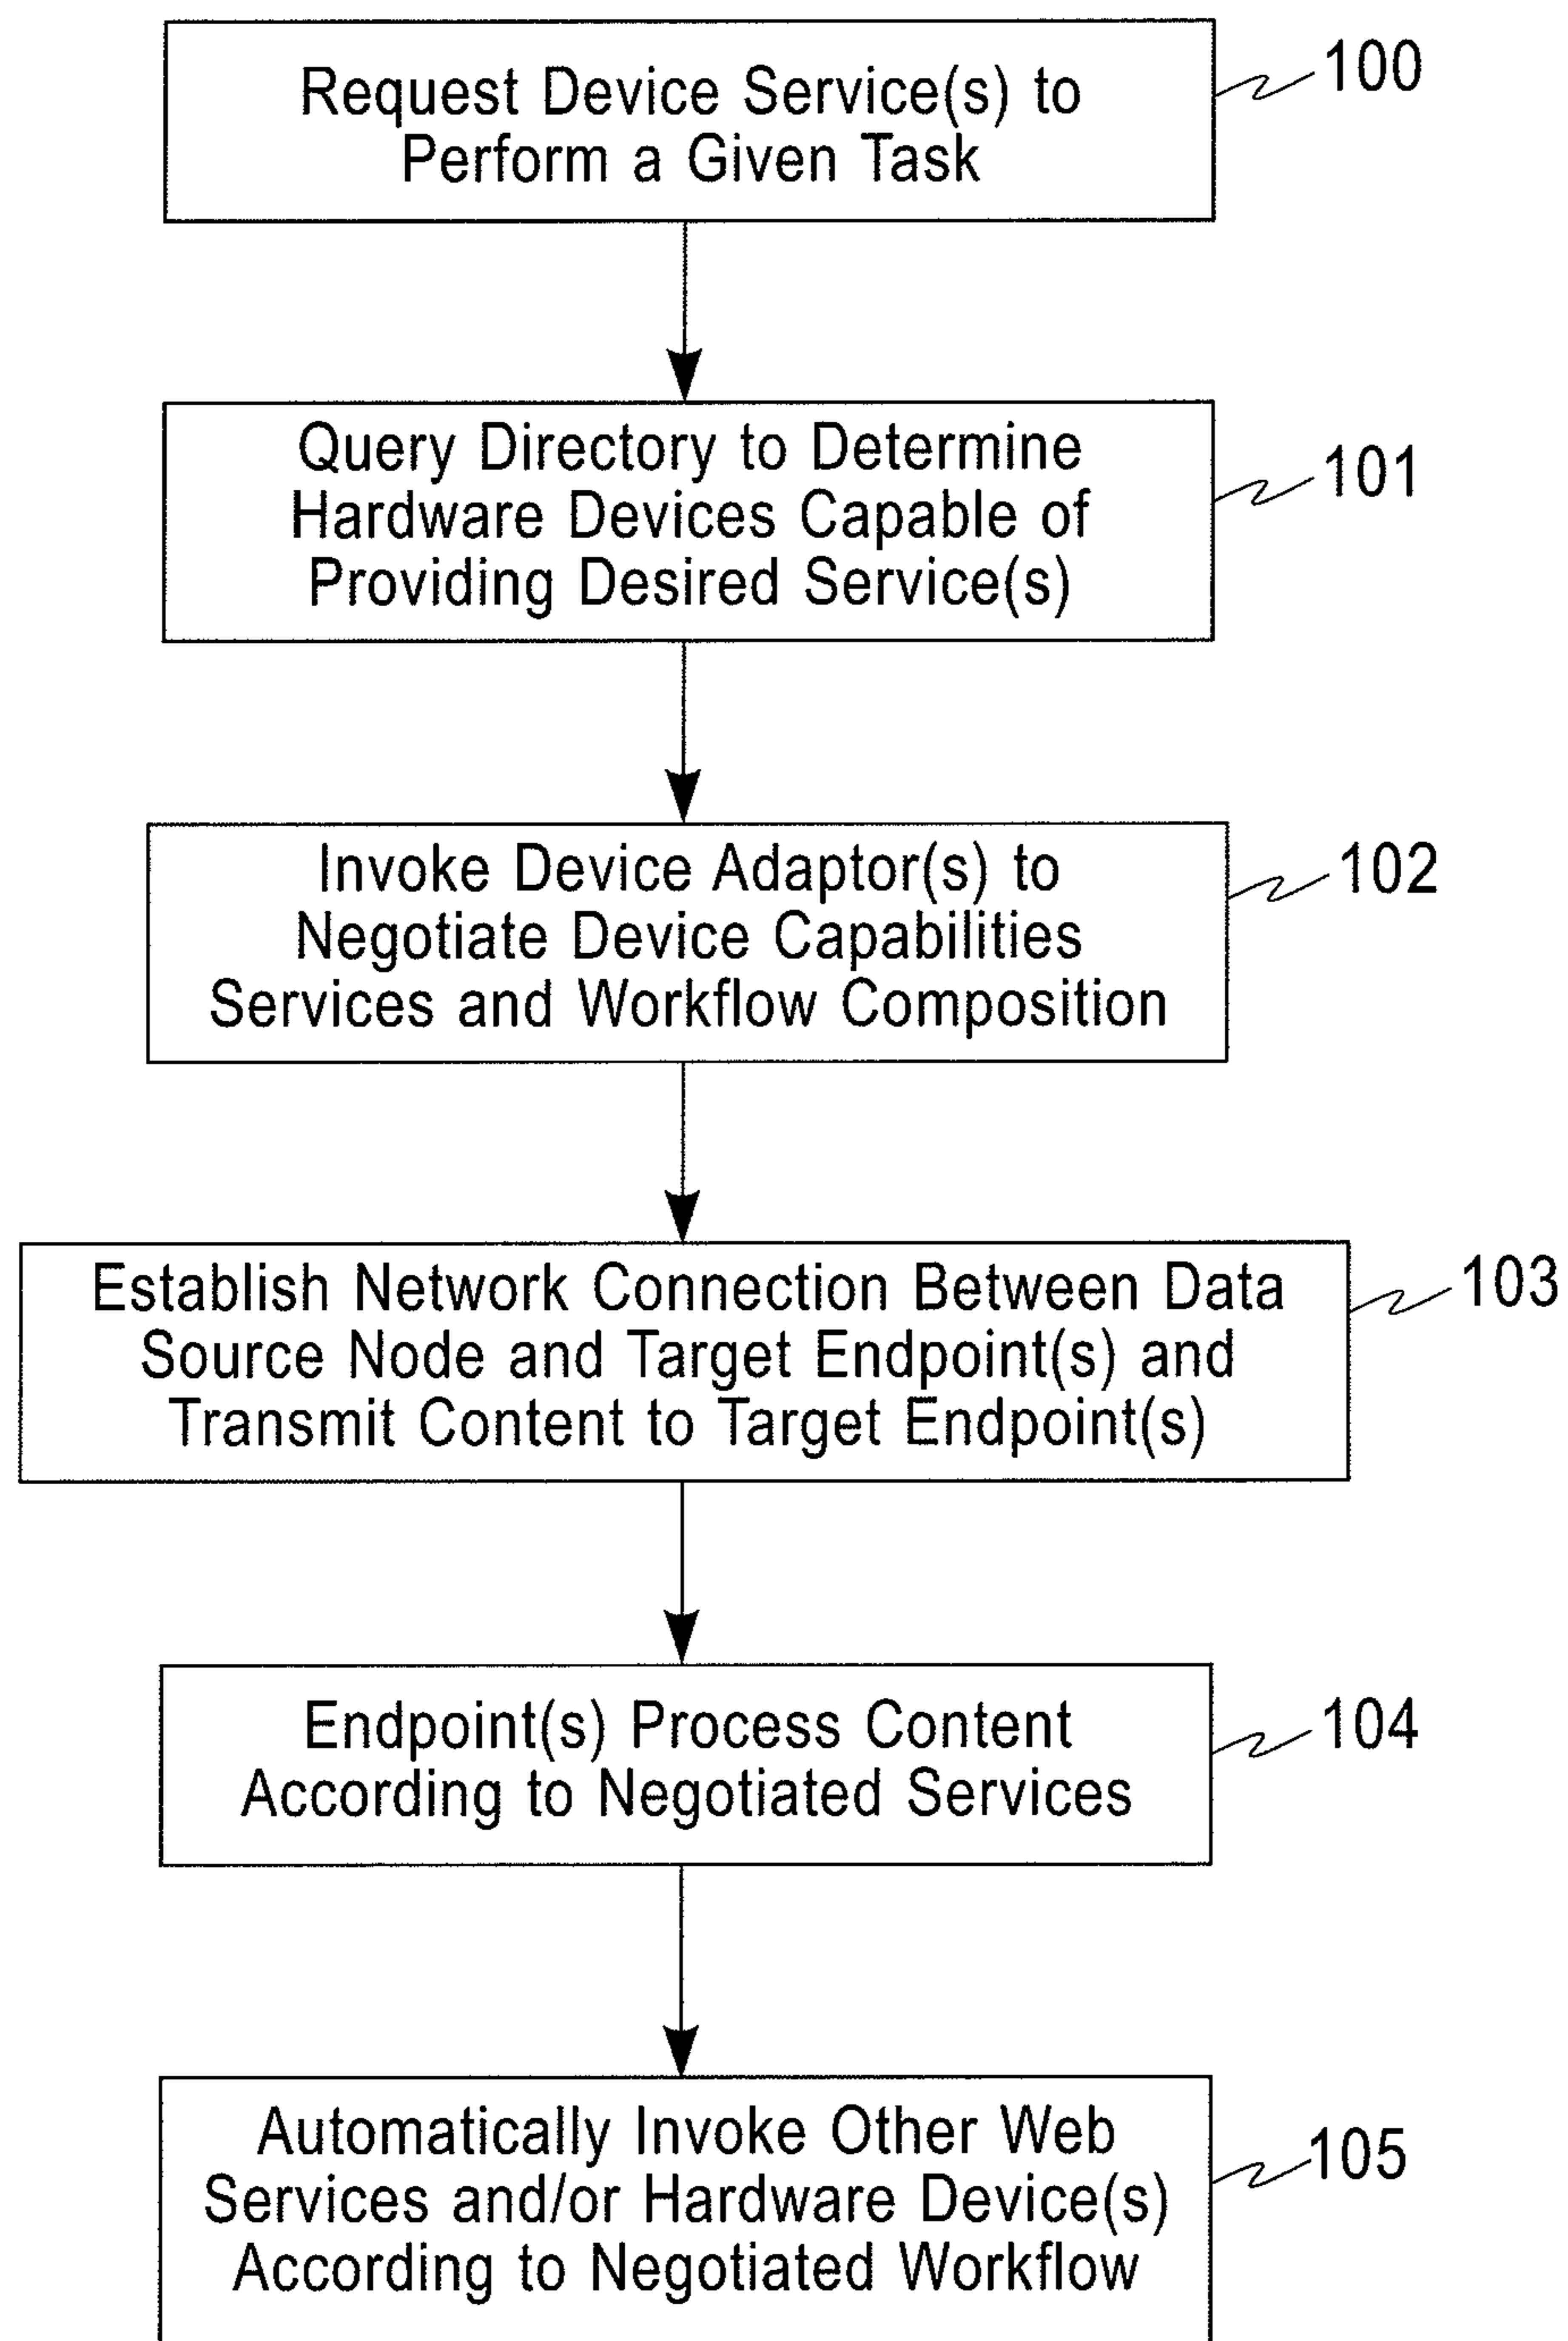 Request Device Service(s) to
Perform a Given Task
100
Query Directory to Determine
Hardware Devices Capable of
Providing Desired Service(s)
101
Invoke Device Adaptor(s) to
Negotiate Device Capabilities
Services and Workflow Composition
102
Establish Network Connection Between Data
Source Node and Target Endpoint(s) and
Transmit Content to Target Endpoint(s)
103
Endpoint(s) Process Content
According to Negotiated Services
104
Automatically Invoke Other Web
Services and/or Hardware Device(s)
According to Negotiated Workflow
105